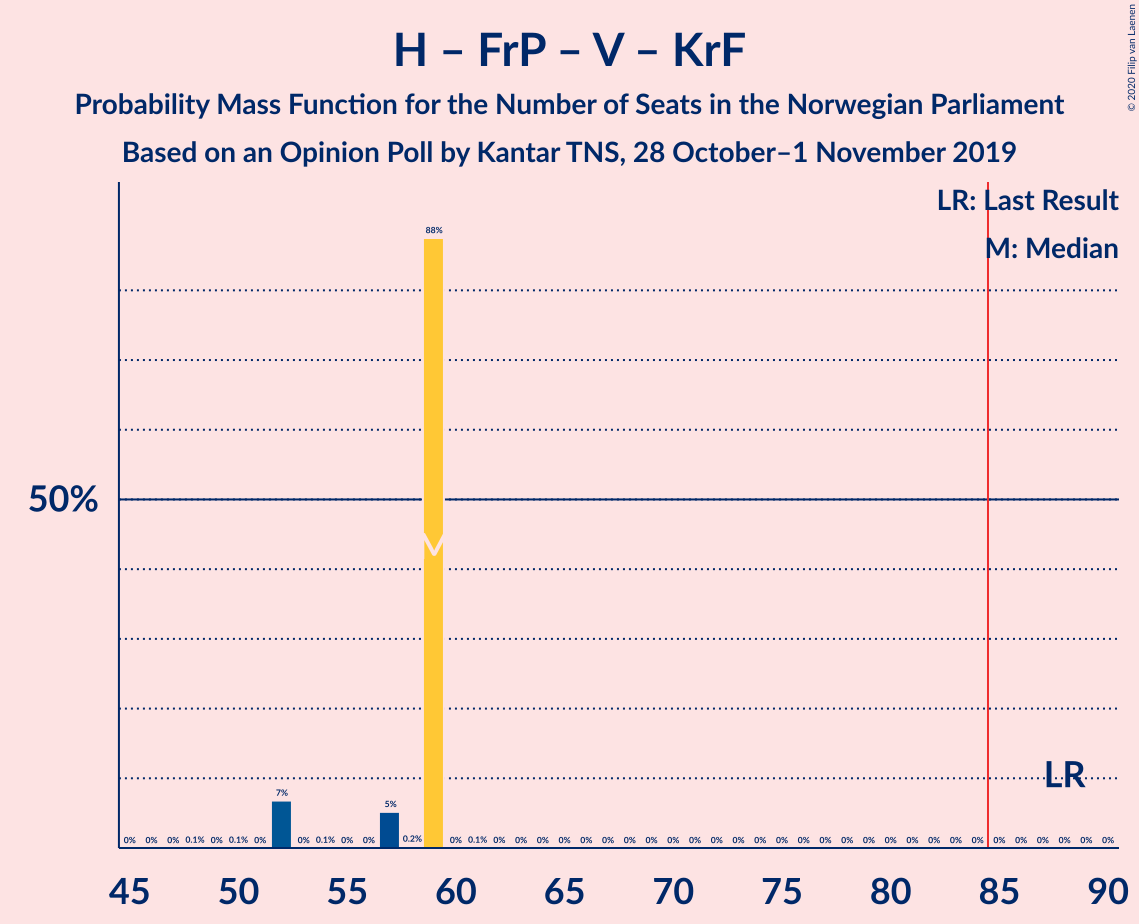 H – FrP – V – KrF
Probability Mass Function for the Number of Seats in the Norwegian Parliament
Based on an Opinion Poll by Kantar TNS, 28 October–1 November 2019
© 2020 Filip van Laenen
LR: Last Result
M: Median
88%
50%
M
LR
7%
5%
0% 0% 0% 0.1% 0% 0.1% 0% 0% 0.1% 0% 0% 0.2% 0% 0.1% 0% 0% 0% 0% 0% 0% 0% 0% 0% 0% 0% 0% 0% 0% 0% 0% 0% 0% 0% 0% 0% 0% 0% 0% 0% 0% 0% 0% 0%
45 50 55 60 65 70 75 80 85 90